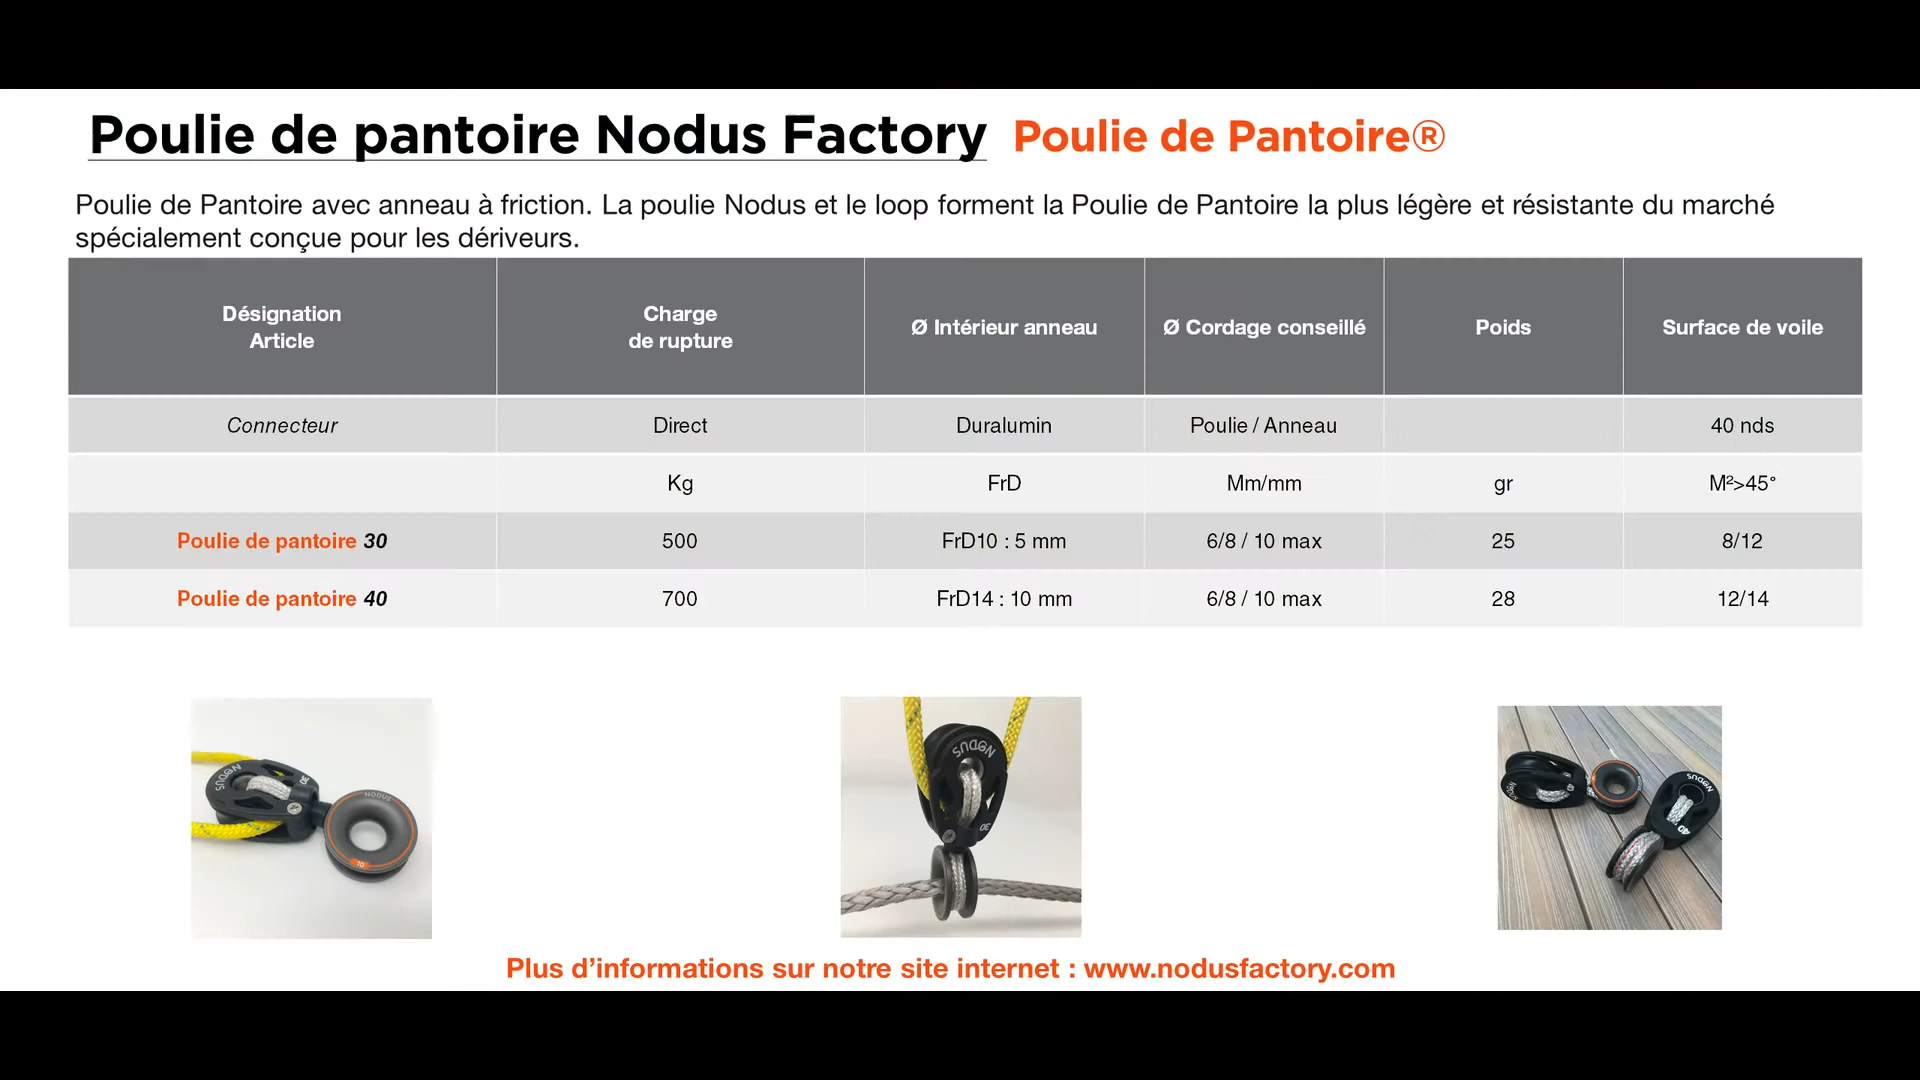 Poulie de pantoire Nodus Factory Poulie de Pantoire®
Poulie de Pantoire avec anneau à friction. La poulie Nodus et le loop forment la Poulie de Pantoire la plus légère et résistante du marché
spécialement conçue pour les dériveurs.
Désignation Article | Charge de rupture | Ø Intérieur anneau | Ø Cordage conseillé | Poids | Surface de voile
Connecteur | Direct | Duralumin | Poulie / Anneau | | 40 nds
| Kg | FrD | Mm/mm | gr | M²>45°
Poulie de pantoire 30 | 500 | FrD10 : 5 mm | 6/8 / 10 max | 25 | 8/12
Poulie de pantoire 40 | 700 | FrD14 : 10 mm | 6/8 / 10 max | 28 | 12/14
NODUS
30
NODUS
10
NODUS
30
NODUS
40
Plus d’informations sur notre site internet : www.nodusfactory.com